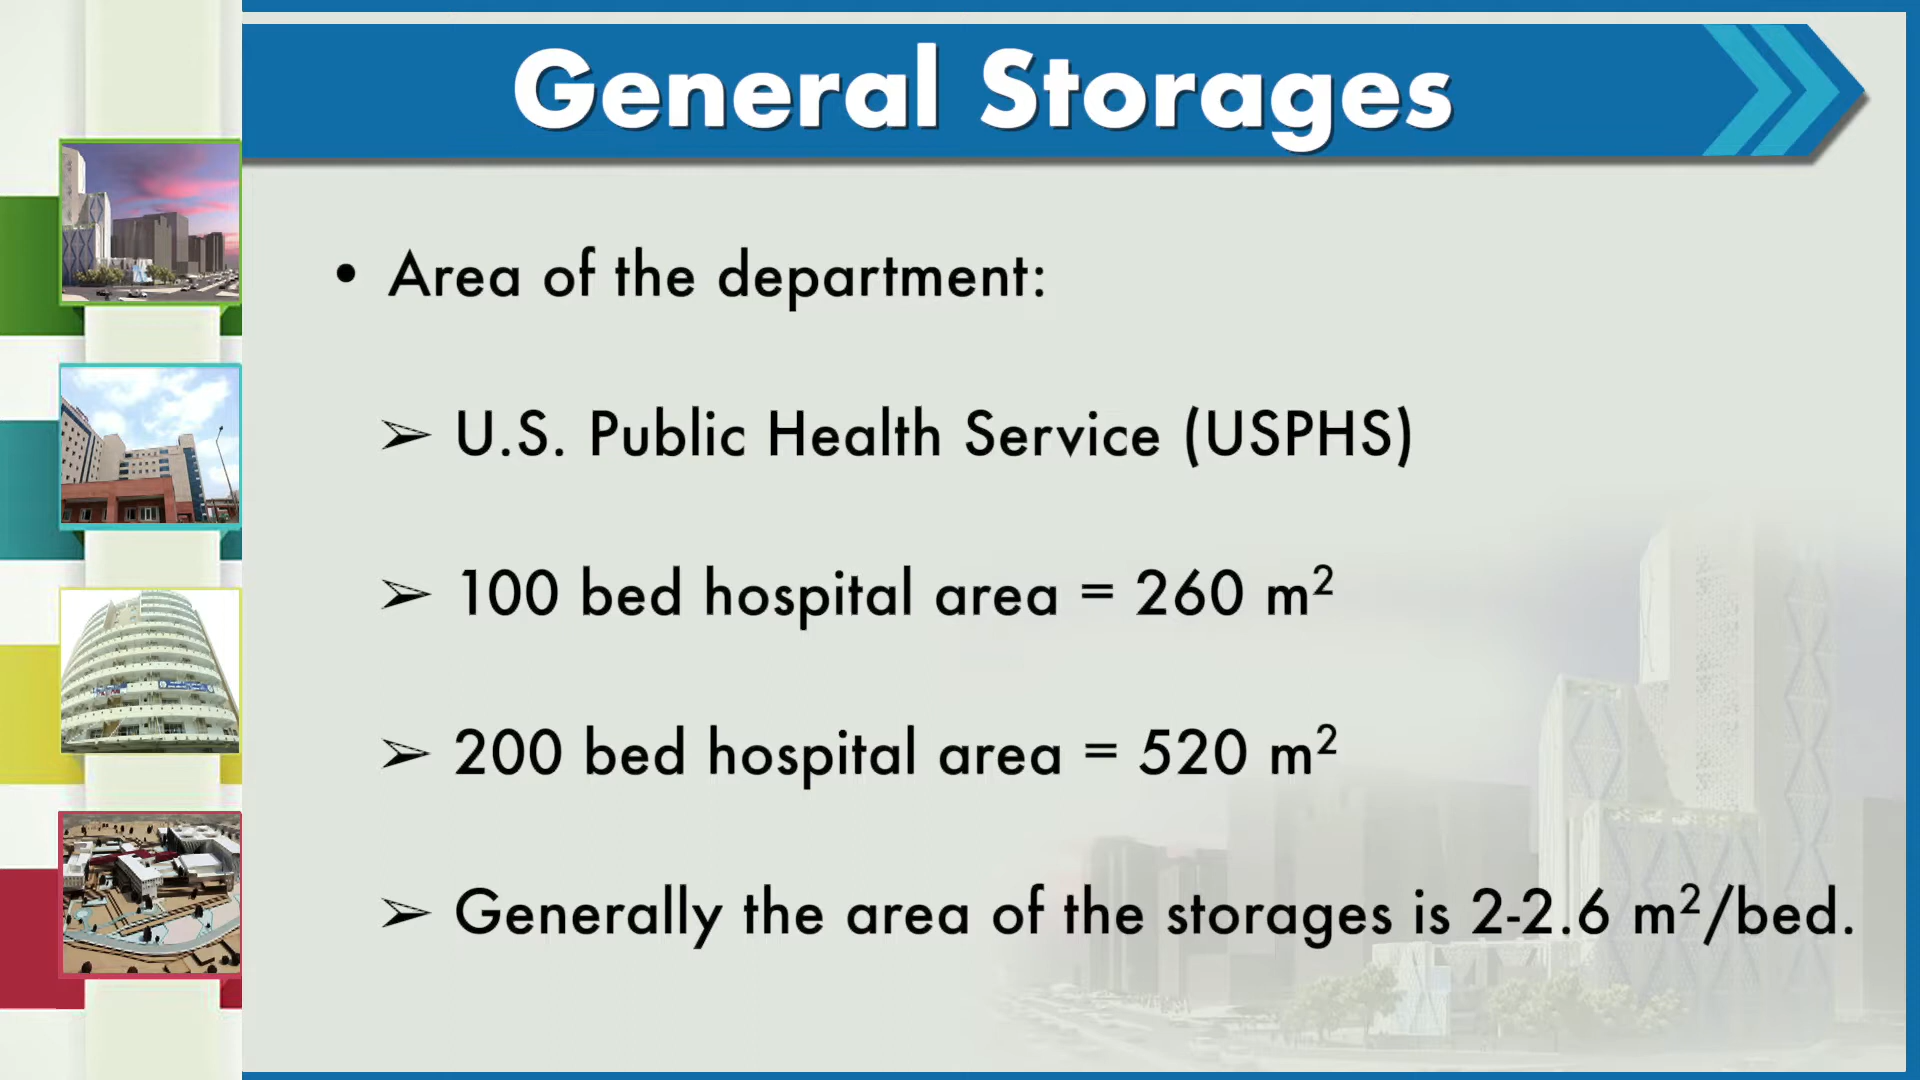 General Storages
• Area of the department:
➢ U.S. Public Health Service (USPHS)
➢ 100 bed hospital area = 260 m²
➢ 200 bed hospital area = 520 m²
➢ Generally the area of the storages is 2-2.6 m²/bed.